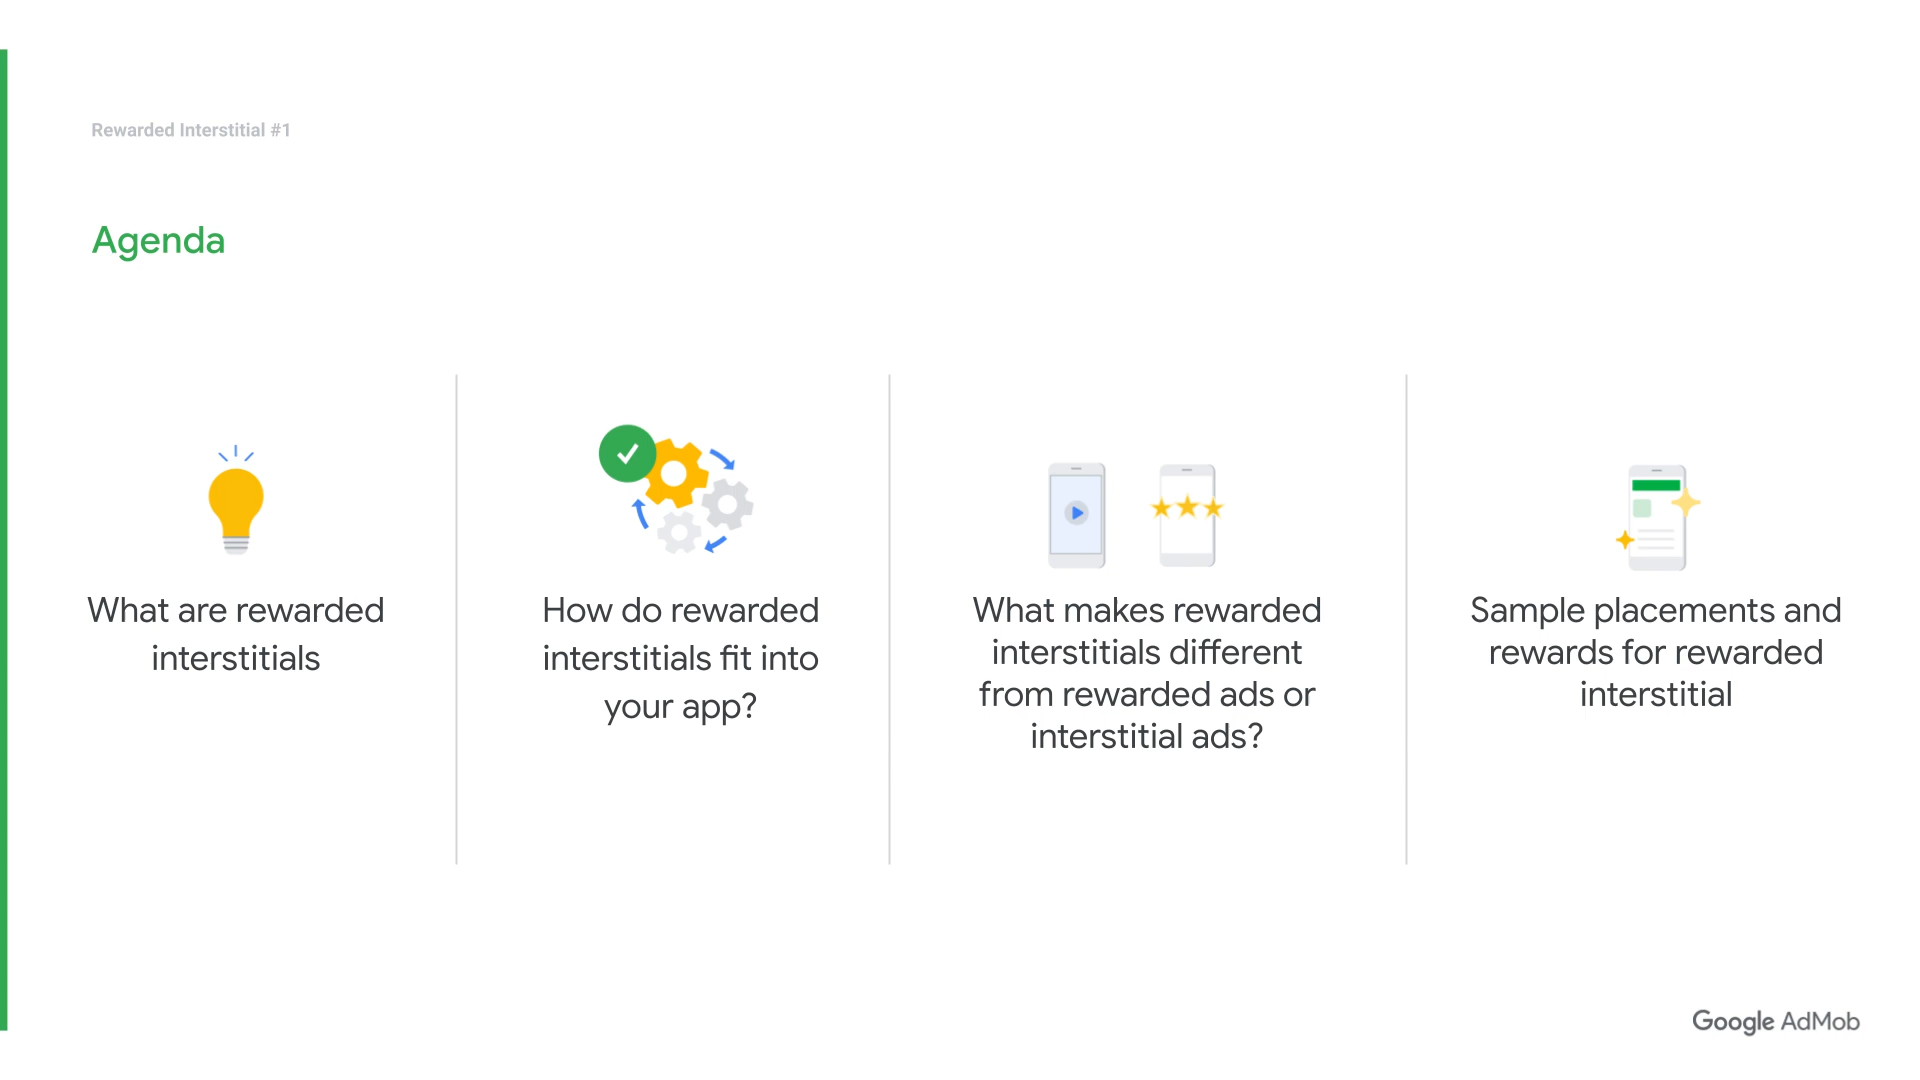 Rewarded Interstitial #1
Agenda
What are rewarded
interstitials
How do rewarded
interstitials fit into
your app?
What makes rewarded
interstitials different
from rewarded ads or
interstitial ads?
Sample placements and
rewards for rewarded
interstitial
Google AdMob